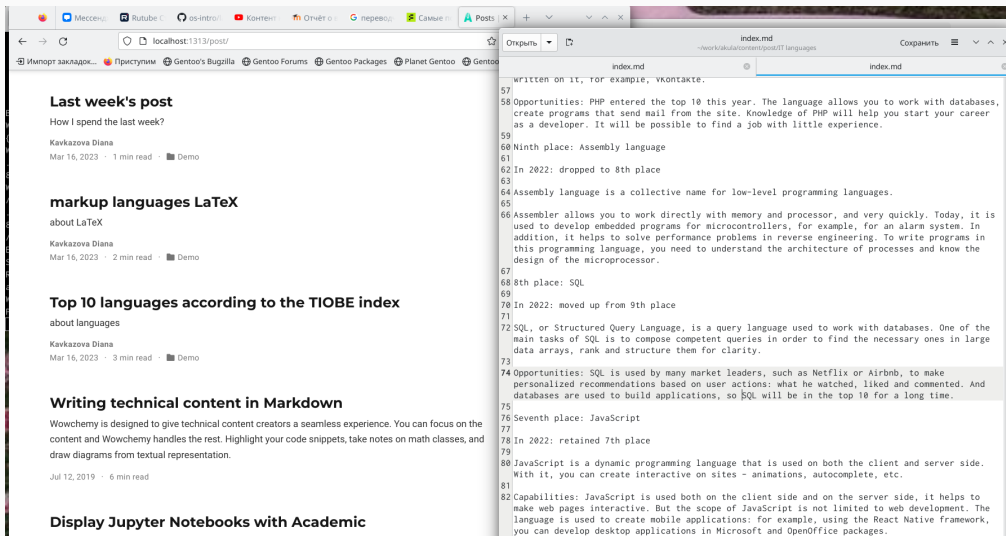 Мессенд
Rutube
os-intro/l
Контент
Отчёт о п
G перевод
Самые п
Posts
localhost:1313/post/
Импорт закладок...
Приступим
Gentoo's Bugzilla
Gentoo Forums
Gentoo Packages
Planet Gentoo
Gentoo
Last week's post
How I spend the last week?
Kavkazova Diana
Mar 16, 2023 · 1 min read · Demo
markup languages LaTeX
about LaTeX
Kavkazova Diana
Mar 16, 2023 · 2 min read · Demo
Top 10 languages according to the TIOBE index
about languages
Kavkazova Diana
Mar 16, 2023 · 3 min read · Demo
Writing technical content in Markdown
Wowchemy is designed to give technical content creators a seamless experience. You can focus on the
content and Wowchemy handles the rest. Highlight your code snippets, take notes on math classes, and
draw diagrams from textual representation.
Jul 12, 2019 · 6 min read
Display Jupyter Notebooks with Academic
Открыть
index.md
~/work/akula/content/post/IT languages
Сохранить
index.md
index.md
written on it, for example, VKontakte.
57
58 Opportunities: PHP entered the top 10 this year. The language allows you to work with databases,
create programs that send mail from the site. Knowledge of PHP will help you start your career
as a developer. It will be possible to find a job with little experience.
59
60 Ninth place: Assembly language
61
62 In 2022: dropped to 8th place
63
64 Assembly language is a collective name for low-level programming languages.
65
66 Assembler allows you to work directly with memory and processor, and very quickly. Today, it is
used to develop embedded programs for microcontrollers, for example, for an alarm system. In
addition, it helps to solve performance problems in reverse engineering. To write programs in
this programming language, you need to understand the architecture of processes and know the
design of the microprocessor.
67
68 8th place: SQL
69
70 In 2022: moved up from 9th place
71
72 SQL, or Structured Query Language, is a query language used to work with databases. One of the
main tasks of SQL is to compose competent queries in order to find the necessary ones in large
data arrays, rank and structure them for clarity.
73
74 Opportunities: SQL is used by many market leaders, such as Netflix or Airbnb, to make
personalized recommendations based on user actions: what he watched, liked and commented. And
databases are used to build applications, so SQL will be in the top 10 for a long time.
75
76 Seventh place: JavaScript
77
78 In 2022: retained 7th place
79
80 JavaScript is a dynamic programming language that is used on both the client and server side.
With it, you can create interactive on sites – animations, autocomplete, etc.
81
82 Capabilities: JavaScript is used both on the client side and on the server side, it helps to
make web pages interactive. But the scope of JavaScript is not limited to web development. The
language is used to create mobile applications: for example, using the React Native framework,
you can develop desktop applications in Microsoft and OpenOffice packages.